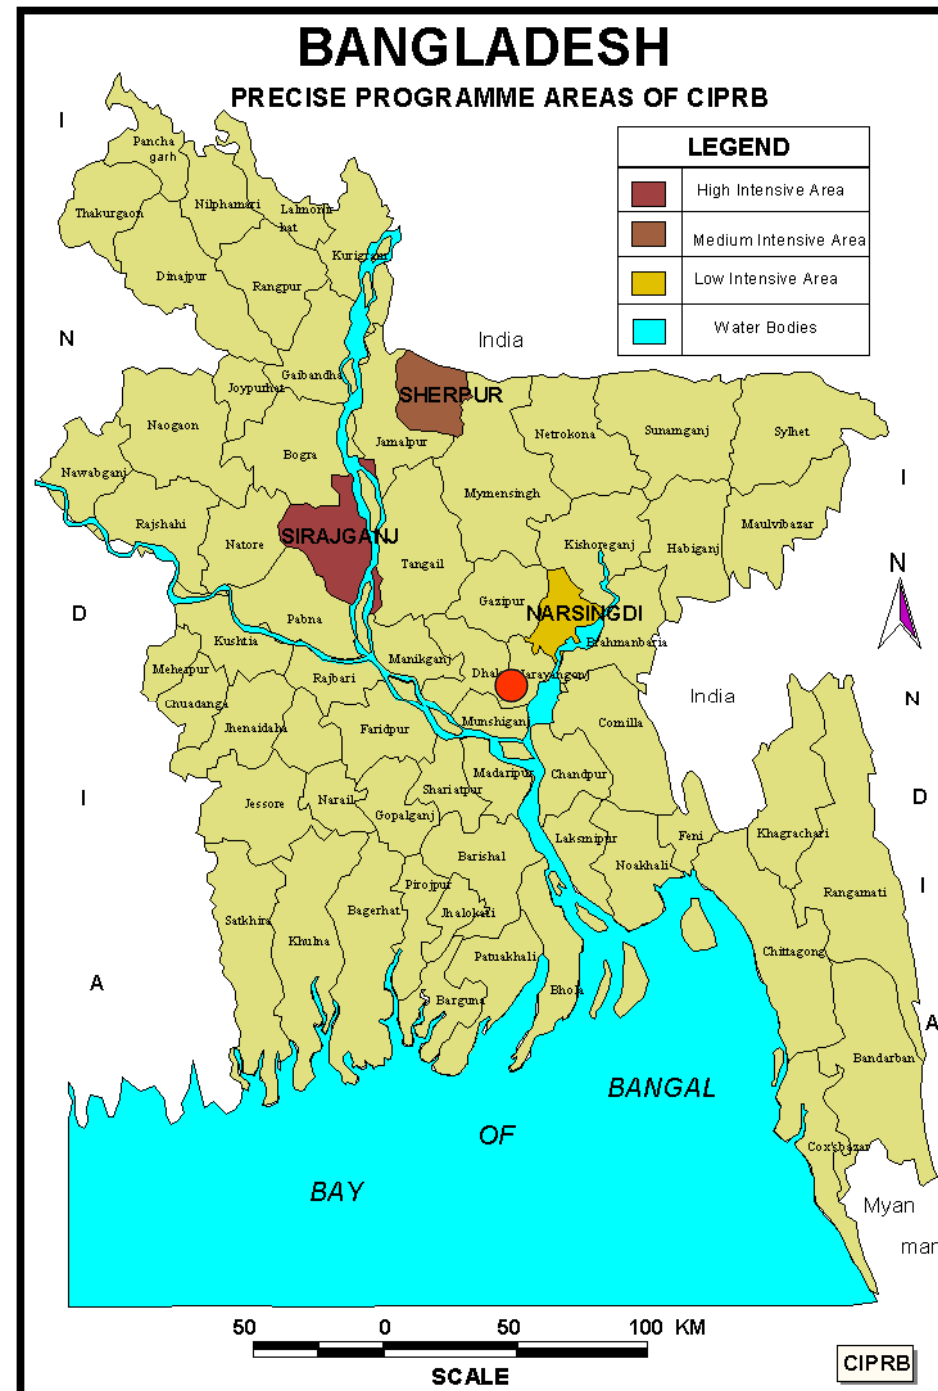 BANGLADESH
PRECISE PROGRAMME AREAS OF CIPRB
LEGEND
High Intensive Area
Medium Intensive Area
Low Intensive Area
Water Bodies
I
N
D
I
A
Pancha
garh
Thakurgaon
Nilphamari
Lalmonir
hat
Kurigram
Dinajpur
Rangpur
India
Gaibandha
Joypurhat
SHERPUR
Naogaon
Jamalpur
Netrokona
Sunamganj
Sylhet
Bogra
Nawabganj
Mymensingh
I
Rajshahi
Natore
SIRAJGANJ
Tangail
Kishoreganj
Habiganj
Maulvibazar
N
Gazipur
NARSINGDI
Pabna
Kushtia
Brahmanbaria
Manikganj
Meherpur
Rajbari
India
N
Chuadanga
Jhenaidaha
Faridpur
Munshiganj
Comilla
Madaripur
Chandpur
Shariatpur
D
Jessore
Narail
Gopalganj
Laksmipur
Feni
Khagrachari
Barishal
Noakhali
Pirojpur
Rangamati
I
Satkhira
Bagerhat
Jhalokati
Khulna
Patuakhali
Chittagong
Barguna
Bhola
A
Bandarban
BANGAL
OF
BAY
Cox'sbazar
Myan
mar
50 0 50 100 KM
SCALE
CIPRB